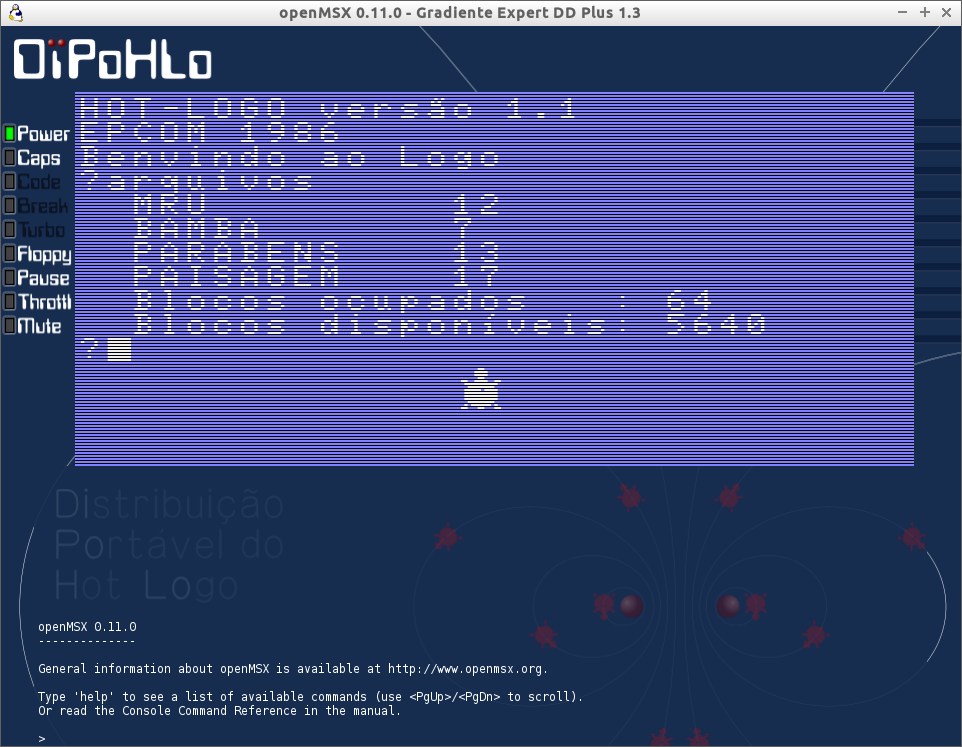 openMSX 0.11.0 - Gradiente Expert DD Plus 1.3
DïPoHLo
HOT-LOGO versão 1.1
EPCOM 1986
Benvindo ao Logo
?arquivos
MRU 12
BAMBA 7
PARABENS 13
PAISAGEM 17
Blocos ocupados : 64
Blocos disponíveis: 5640
?
Power
Caps
Code
Break
Turbo
Floppy
Pause
Throttl
Mute
Distribuição
Portável do
Hot Logo
openMSX 0.11.0
--------------
General information about openMSX is available at http://www.openmsx.org.
Type 'help' to see a list of available commands (use <PgUp>/<PgDn> to scroll).
Or read the Console Command Reference in the manual.
>